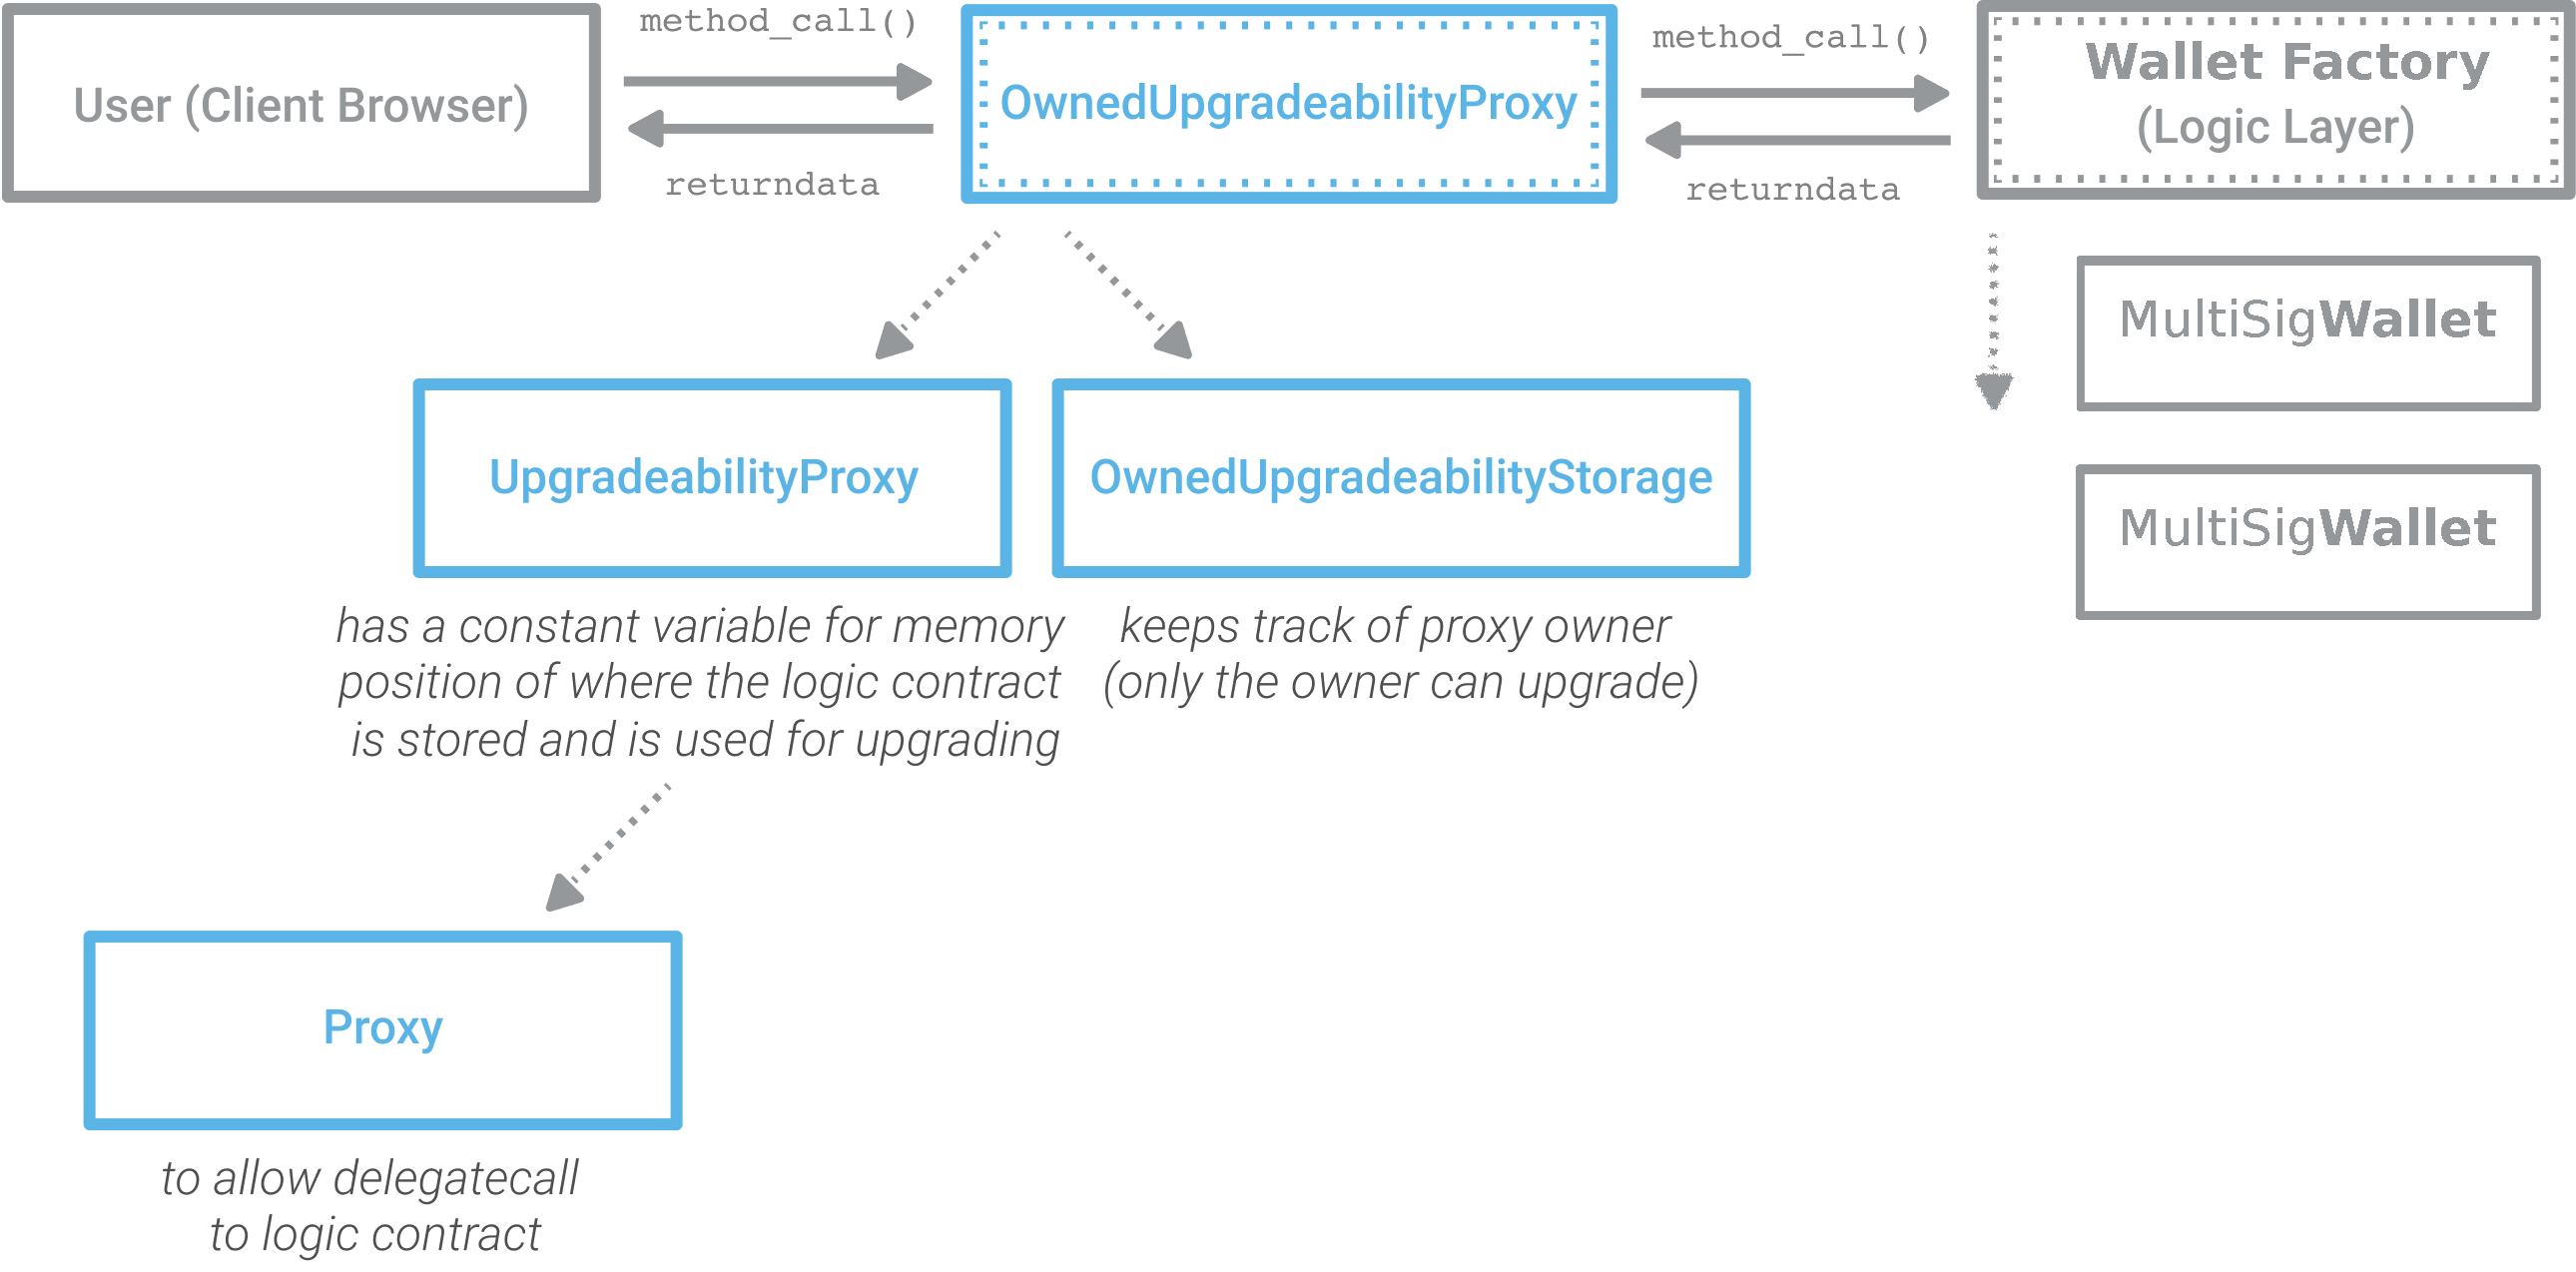 User (Client Browser)
method_call()
returndata
OwnedUpgradeabilityProxy
method_call()
returndata
Wallet Factory
(Logic Layer)
MultiSigWallet
MultiSigWallet
UpgradeabilityProxy
has a constant variable for memory
position of where the logic contract
is stored and is used for upgrading
OwnedUpgradeabilityStorage
keeps track of proxy owner
(only the owner can upgrade)
Proxy
to allow delegatecall
to logic contract